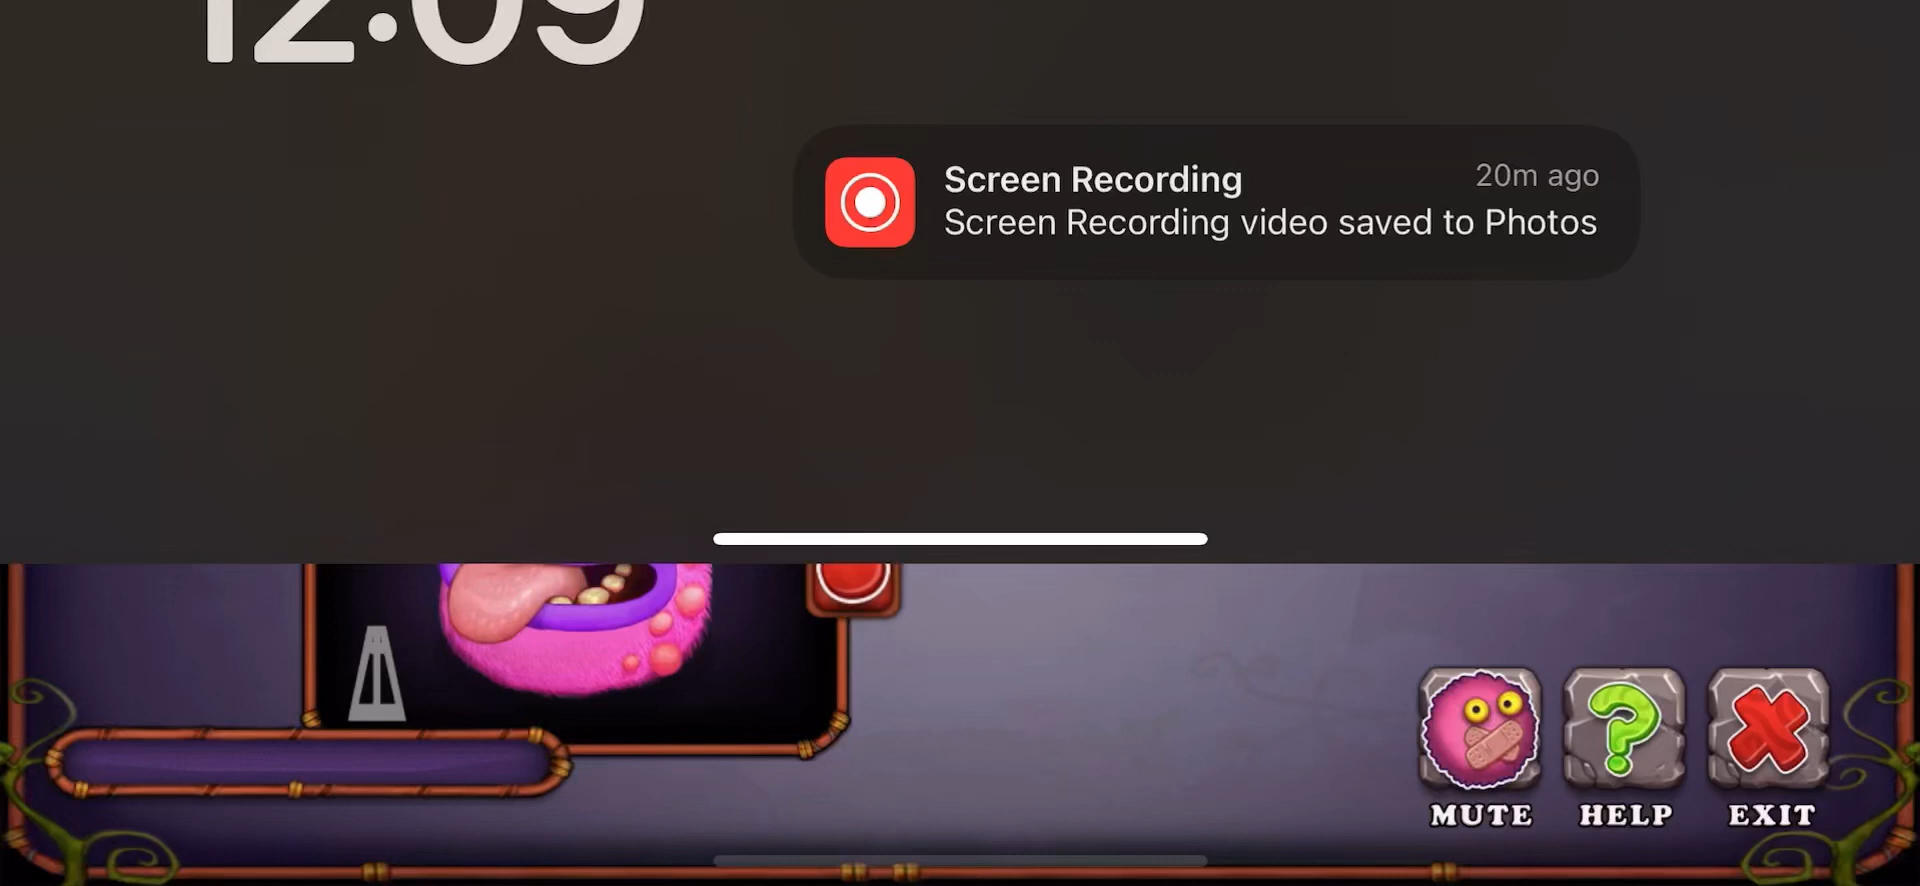 12:09
Screen Recording
20m ago
Screen Recording video saved to Photos
MUTE
HELP
EXIT